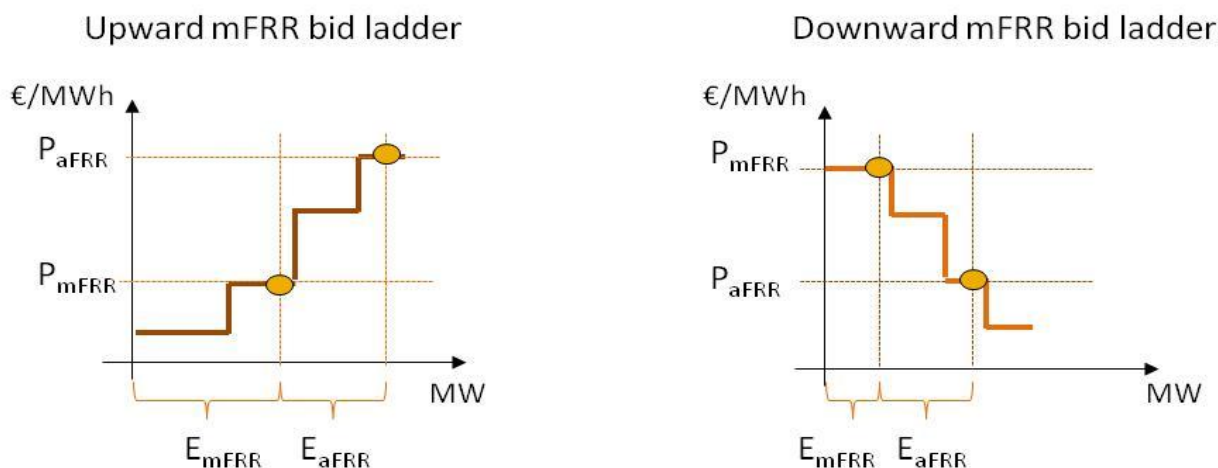 Upward mFRR bid ladder
€/MWh
PaFRR
PmFRR
MW
EmFRR EaFRR
Downward mFRR bid ladder
€/MWh
PmFRR
PaFRR
MW
EmFRR EaFRR